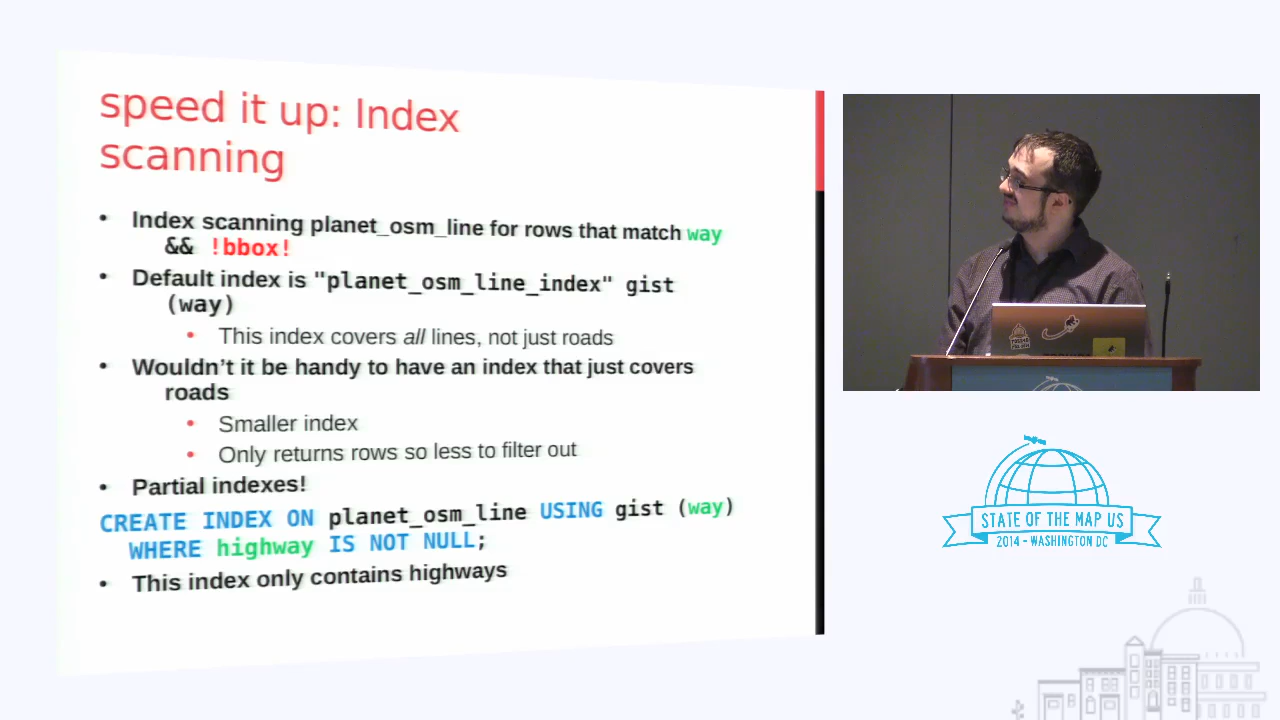 speed it up: Index
scanning
• Index scanning planet_osm_line for rows that match way
&& !bbox!
• Default index is "planet_osm_line_index" gist
(way)
• This index covers all lines, not just roads
• Wouldn’t it be handy to have an index that just covers
roads
• Smaller index
• Only returns rows so less to filter out
• Partial indexes!
CREATE INDEX ON planet_osm_line USING gist (way)
WHERE highway IS NOT NULL;
• This index only contains highways
STATE OF THE MAP US
2014 - WASHINGTON DC